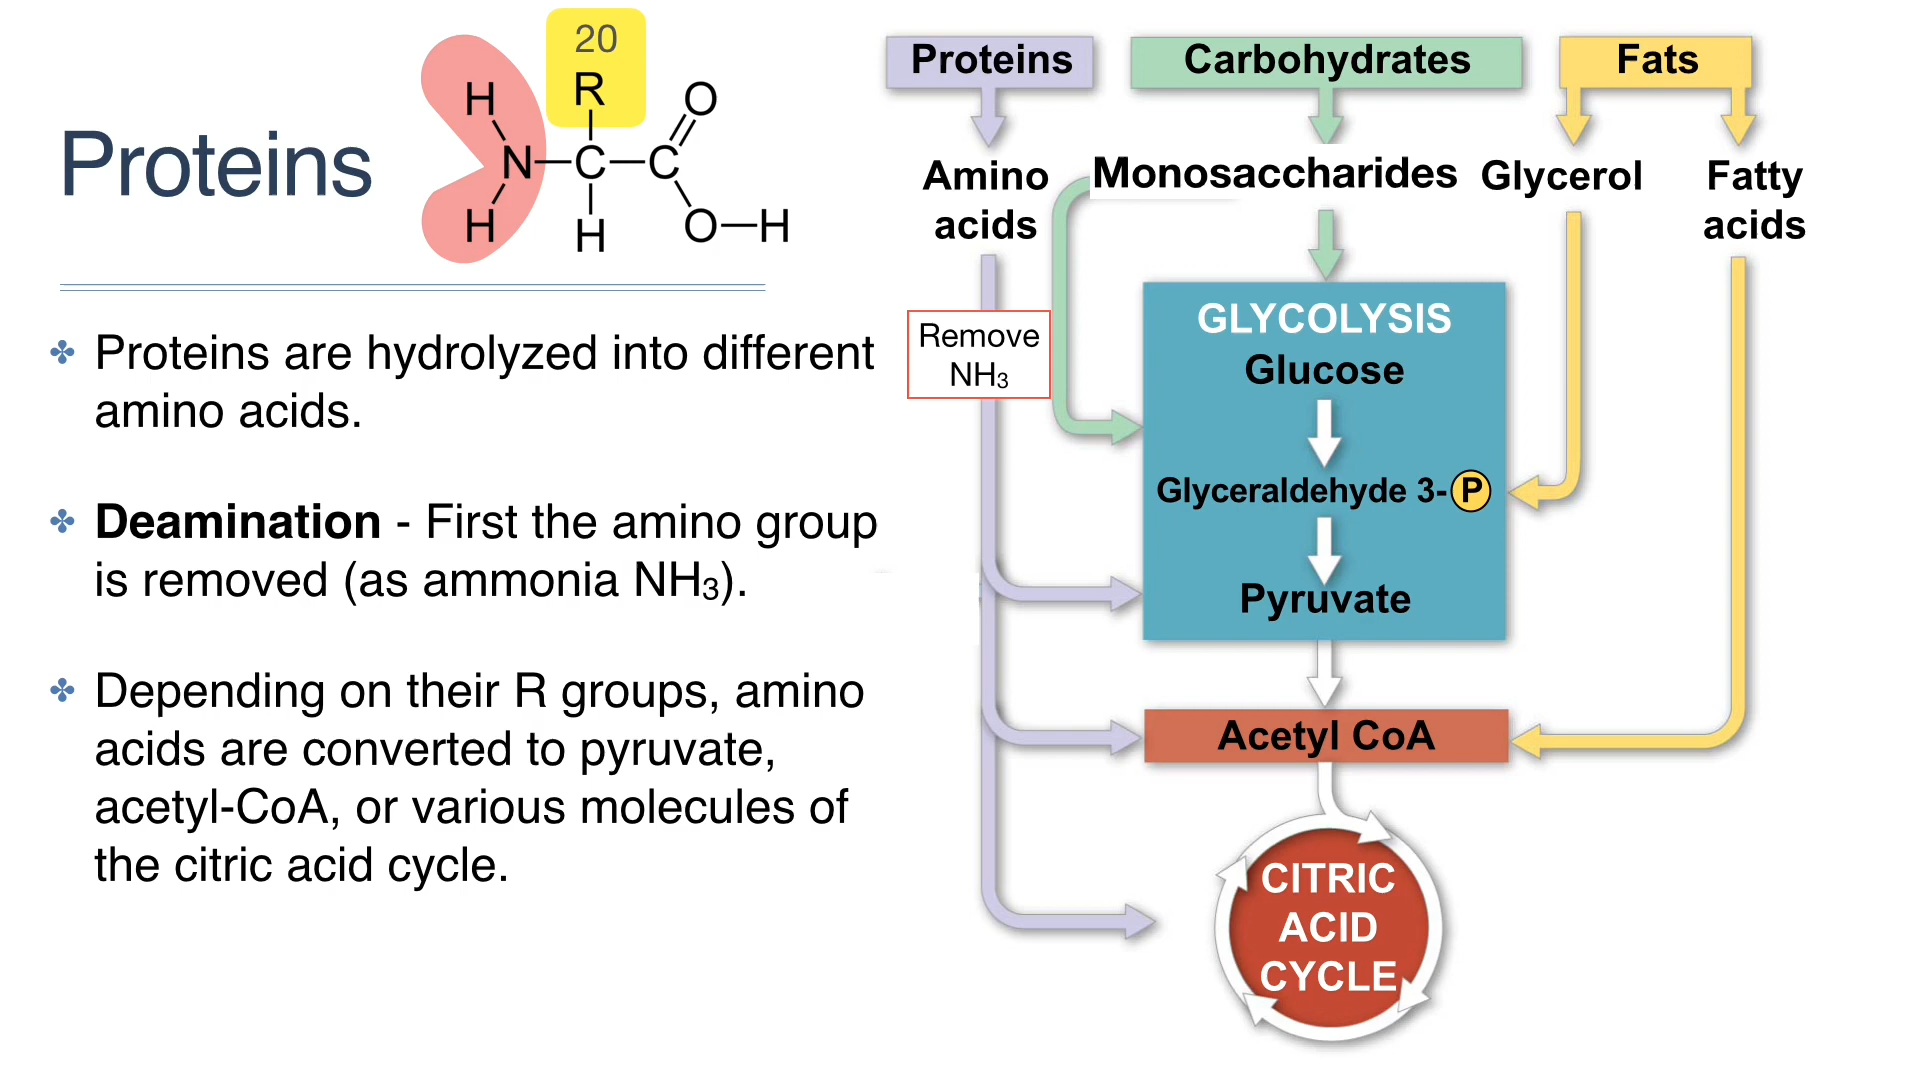 Proteins
20
R
H
O
N
C
C
H
H
O
H
Proteins are hydrolyzed into different
amino acids.
Deamination - First the amino group
is removed (as ammonia NH₃).
Depending on their R groups, amino
acids are converted to pyruvate,
acetyl-CoA, or various molecules of
the citric acid cycle.
Proteins
Carbohydrates
Fats
Amino
acids
Monosaccharides
Glycerol
Fatty
acids
Remove
NH₃
GLYCOLYSIS
Glucose
Glyceraldehyde 3-P
Pyruvate
Acetyl CoA
CITRIC
ACID
CYCLE